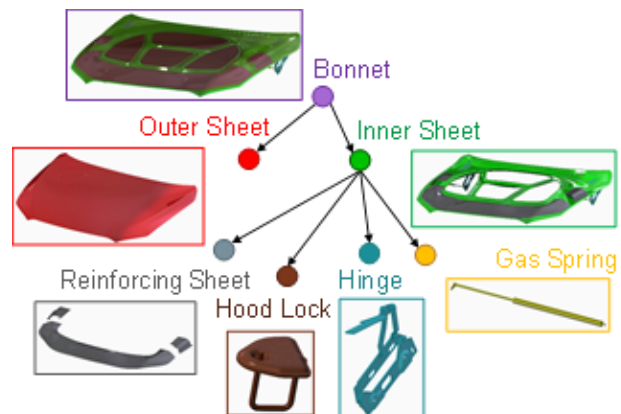 Bonnet
Outer Sheet
Inner Sheet
Reinforcing Sheet
Hood Lock
Hinge
Gas Spring